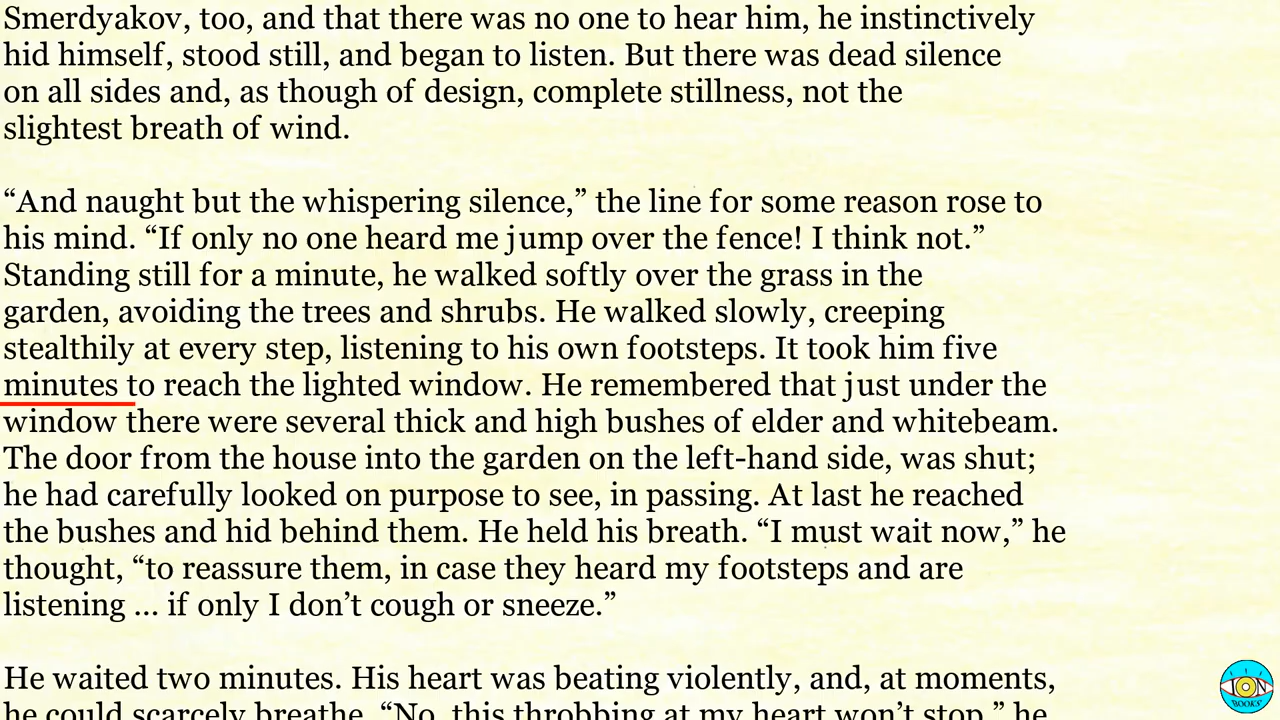 Smerdyakov, too, and that there was no one to hear him, he instinctively
hid himself, stood still, and began to listen. But there was dead silence
on all sides and, as though of design, complete stillness, not the
slightest breath of wind.
“And naught but the whispering silence,” the line for some reason rose to
his mind. “If only no one heard me jump over the fence! I think not.”
Standing still for a minute, he walked softly over the grass in the
garden, avoiding the trees and shrubs. He walked slowly, creeping
stealthily at every step, listening to his own footsteps. It took him five
minutes to reach the lighted window. He remembered that just under the
window there were several thick and high bushes of elder and whitebeam.
The door from the house into the garden on the left-hand side, was shut;
he had carefully looked on purpose to see, in passing. At last he reached
the bushes and hid behind them. He held his breath. “I must wait now,” he
thought, “to reassure them, in case they heard my footsteps and are
listening ... if only I don’t cough or sneeze.”
He waited two minutes. His heart was beating violently, and, at moments,
he could scarcely breathe. “No, this throbbing at my heart won’t stop,” he
ION
BOOKS